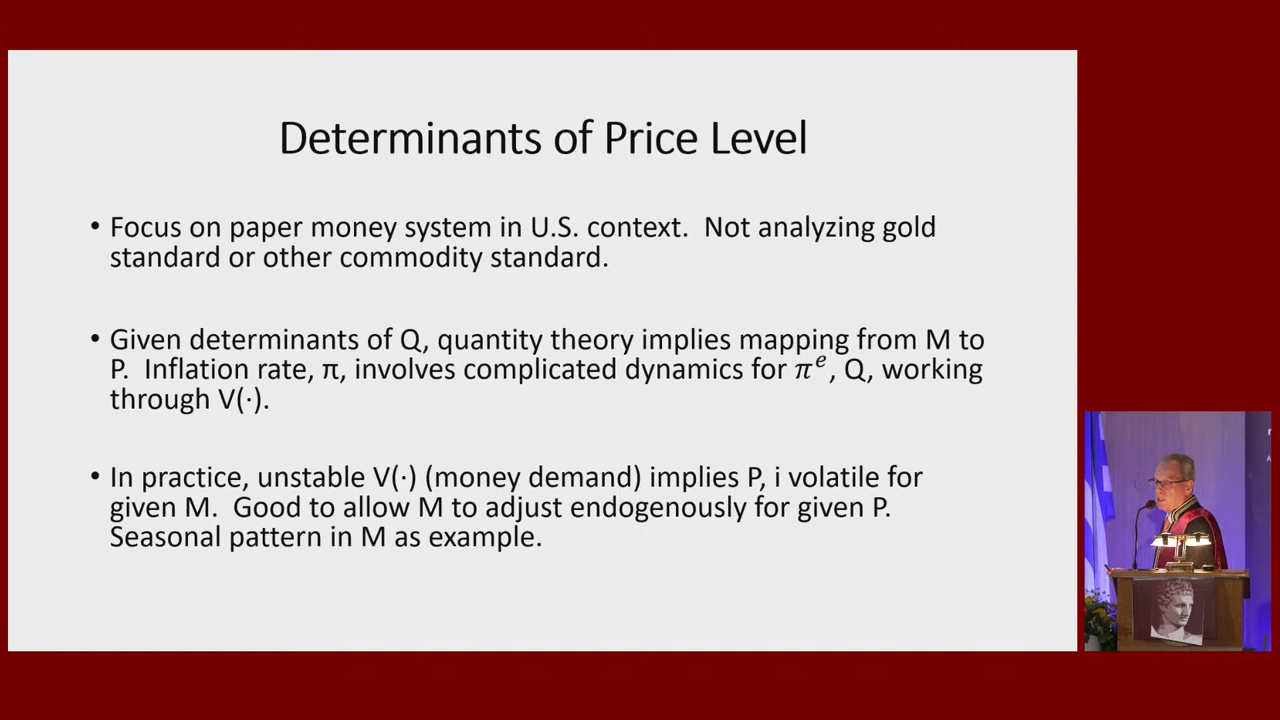 Determinants of Price Level
• Focus on paper money system in U.S. context. Not analyzing gold
standard or other commodity standard.
• Given determinants of Q, quantity theory implies mapping from M to
P. Inflation rate, π, involves complicated dynamics for πᵉ, Q, working
through V(·).
• In practice, unstable V(·) (money demand) implies P, i volatile for
given M. Good to allow M to adjust endogenously for given P.
Seasonal pattern in M as example.